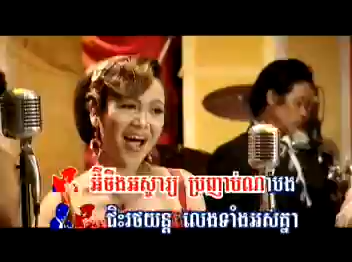 អ៊ីចឹងអស្ចារ្យ ប្រញាប់ណាបង
ជិះរថយន្ត លេងទាំងអស់គ្នា